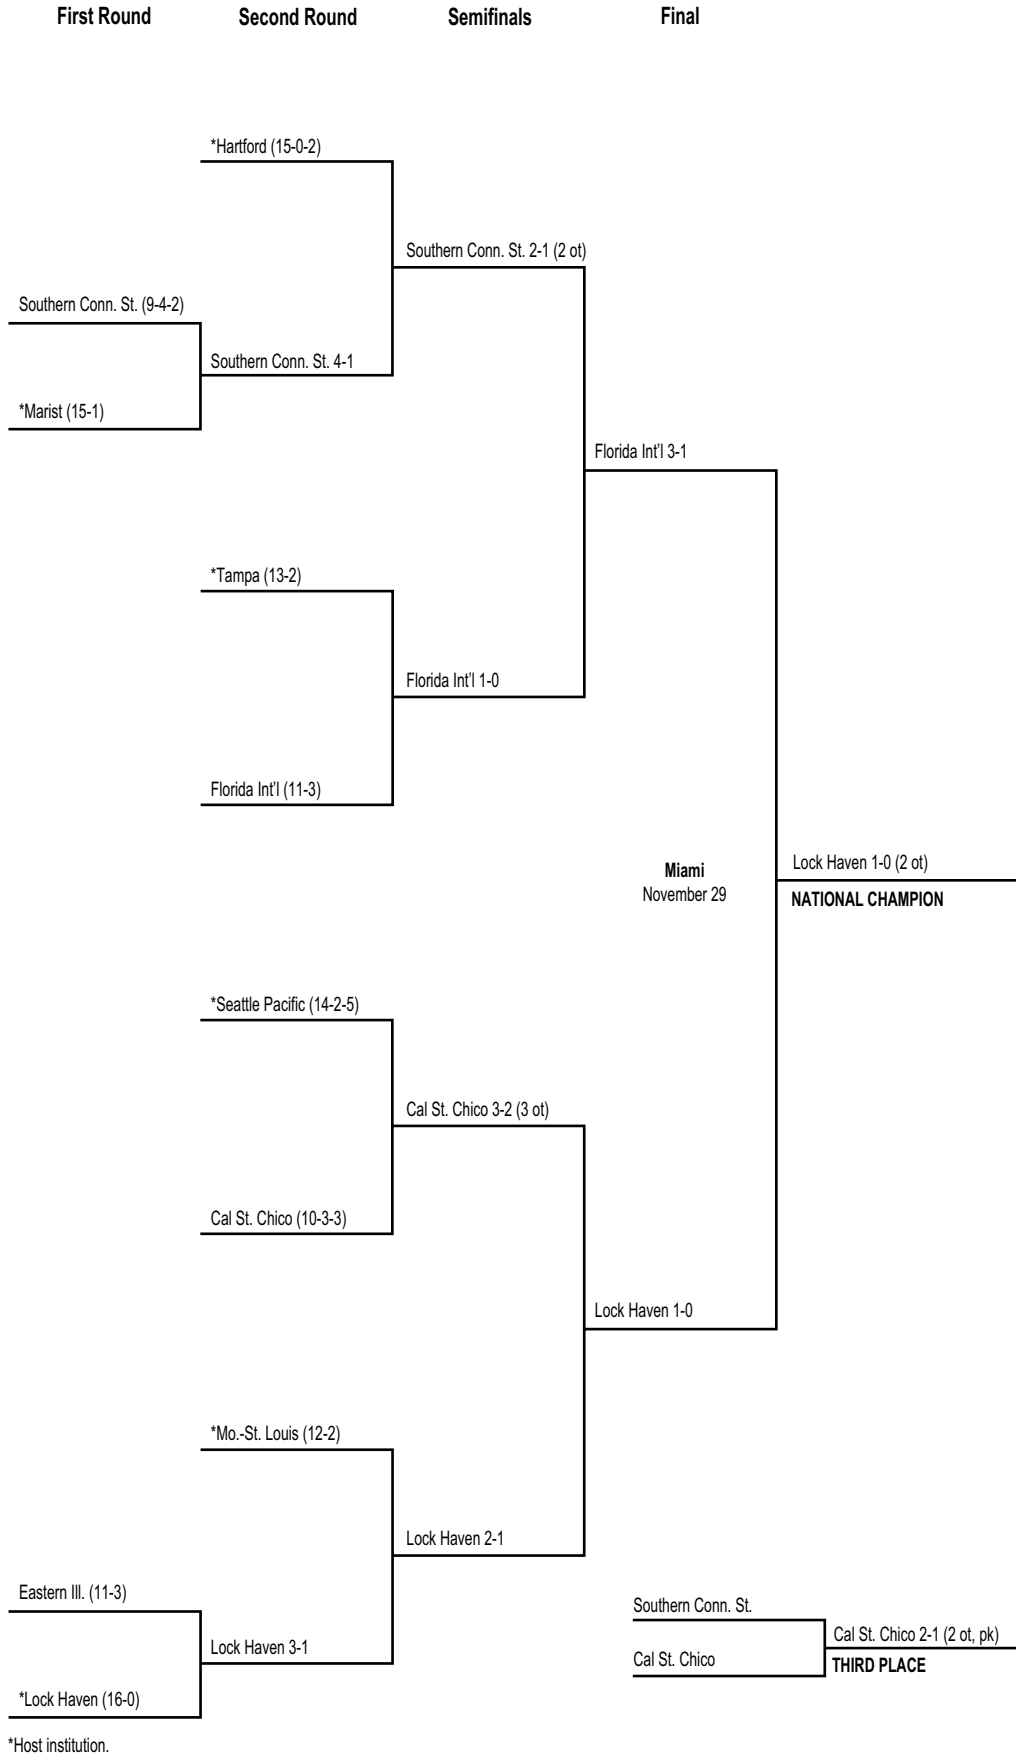 First Round
Second Round
Semifinals
Final
*Hartford (15-0-2)
Southern Conn. St. 2-1 (2 ot)
Southern Conn. St. (9-4-2)
Southern Conn. St. 4-1
*Marist (15-1)
Florida Int'l 3-1
*Tampa (13-2)
Florida Int'l 1-0
Florida Int'l (11-3)
Miami
November 29
Lock Haven 1-0 (2 ot)
NATIONAL CHAMPION
*Seattle Pacific (14-2-5)
Cal St. Chico 3-2 (3 ot)
Cal St. Chico (10-3-3)
Lock Haven 1-0
*Mo.-St. Louis (12-2)
Lock Haven 2-1
Eastern Ill. (11-3)
Lock Haven 3-1
*Lock Haven (16-0)
Southern Conn. St.
Cal St. Chico
Cal St. Chico 2-1 (2 ot, pk)
THIRD PLACE
*Host institution.